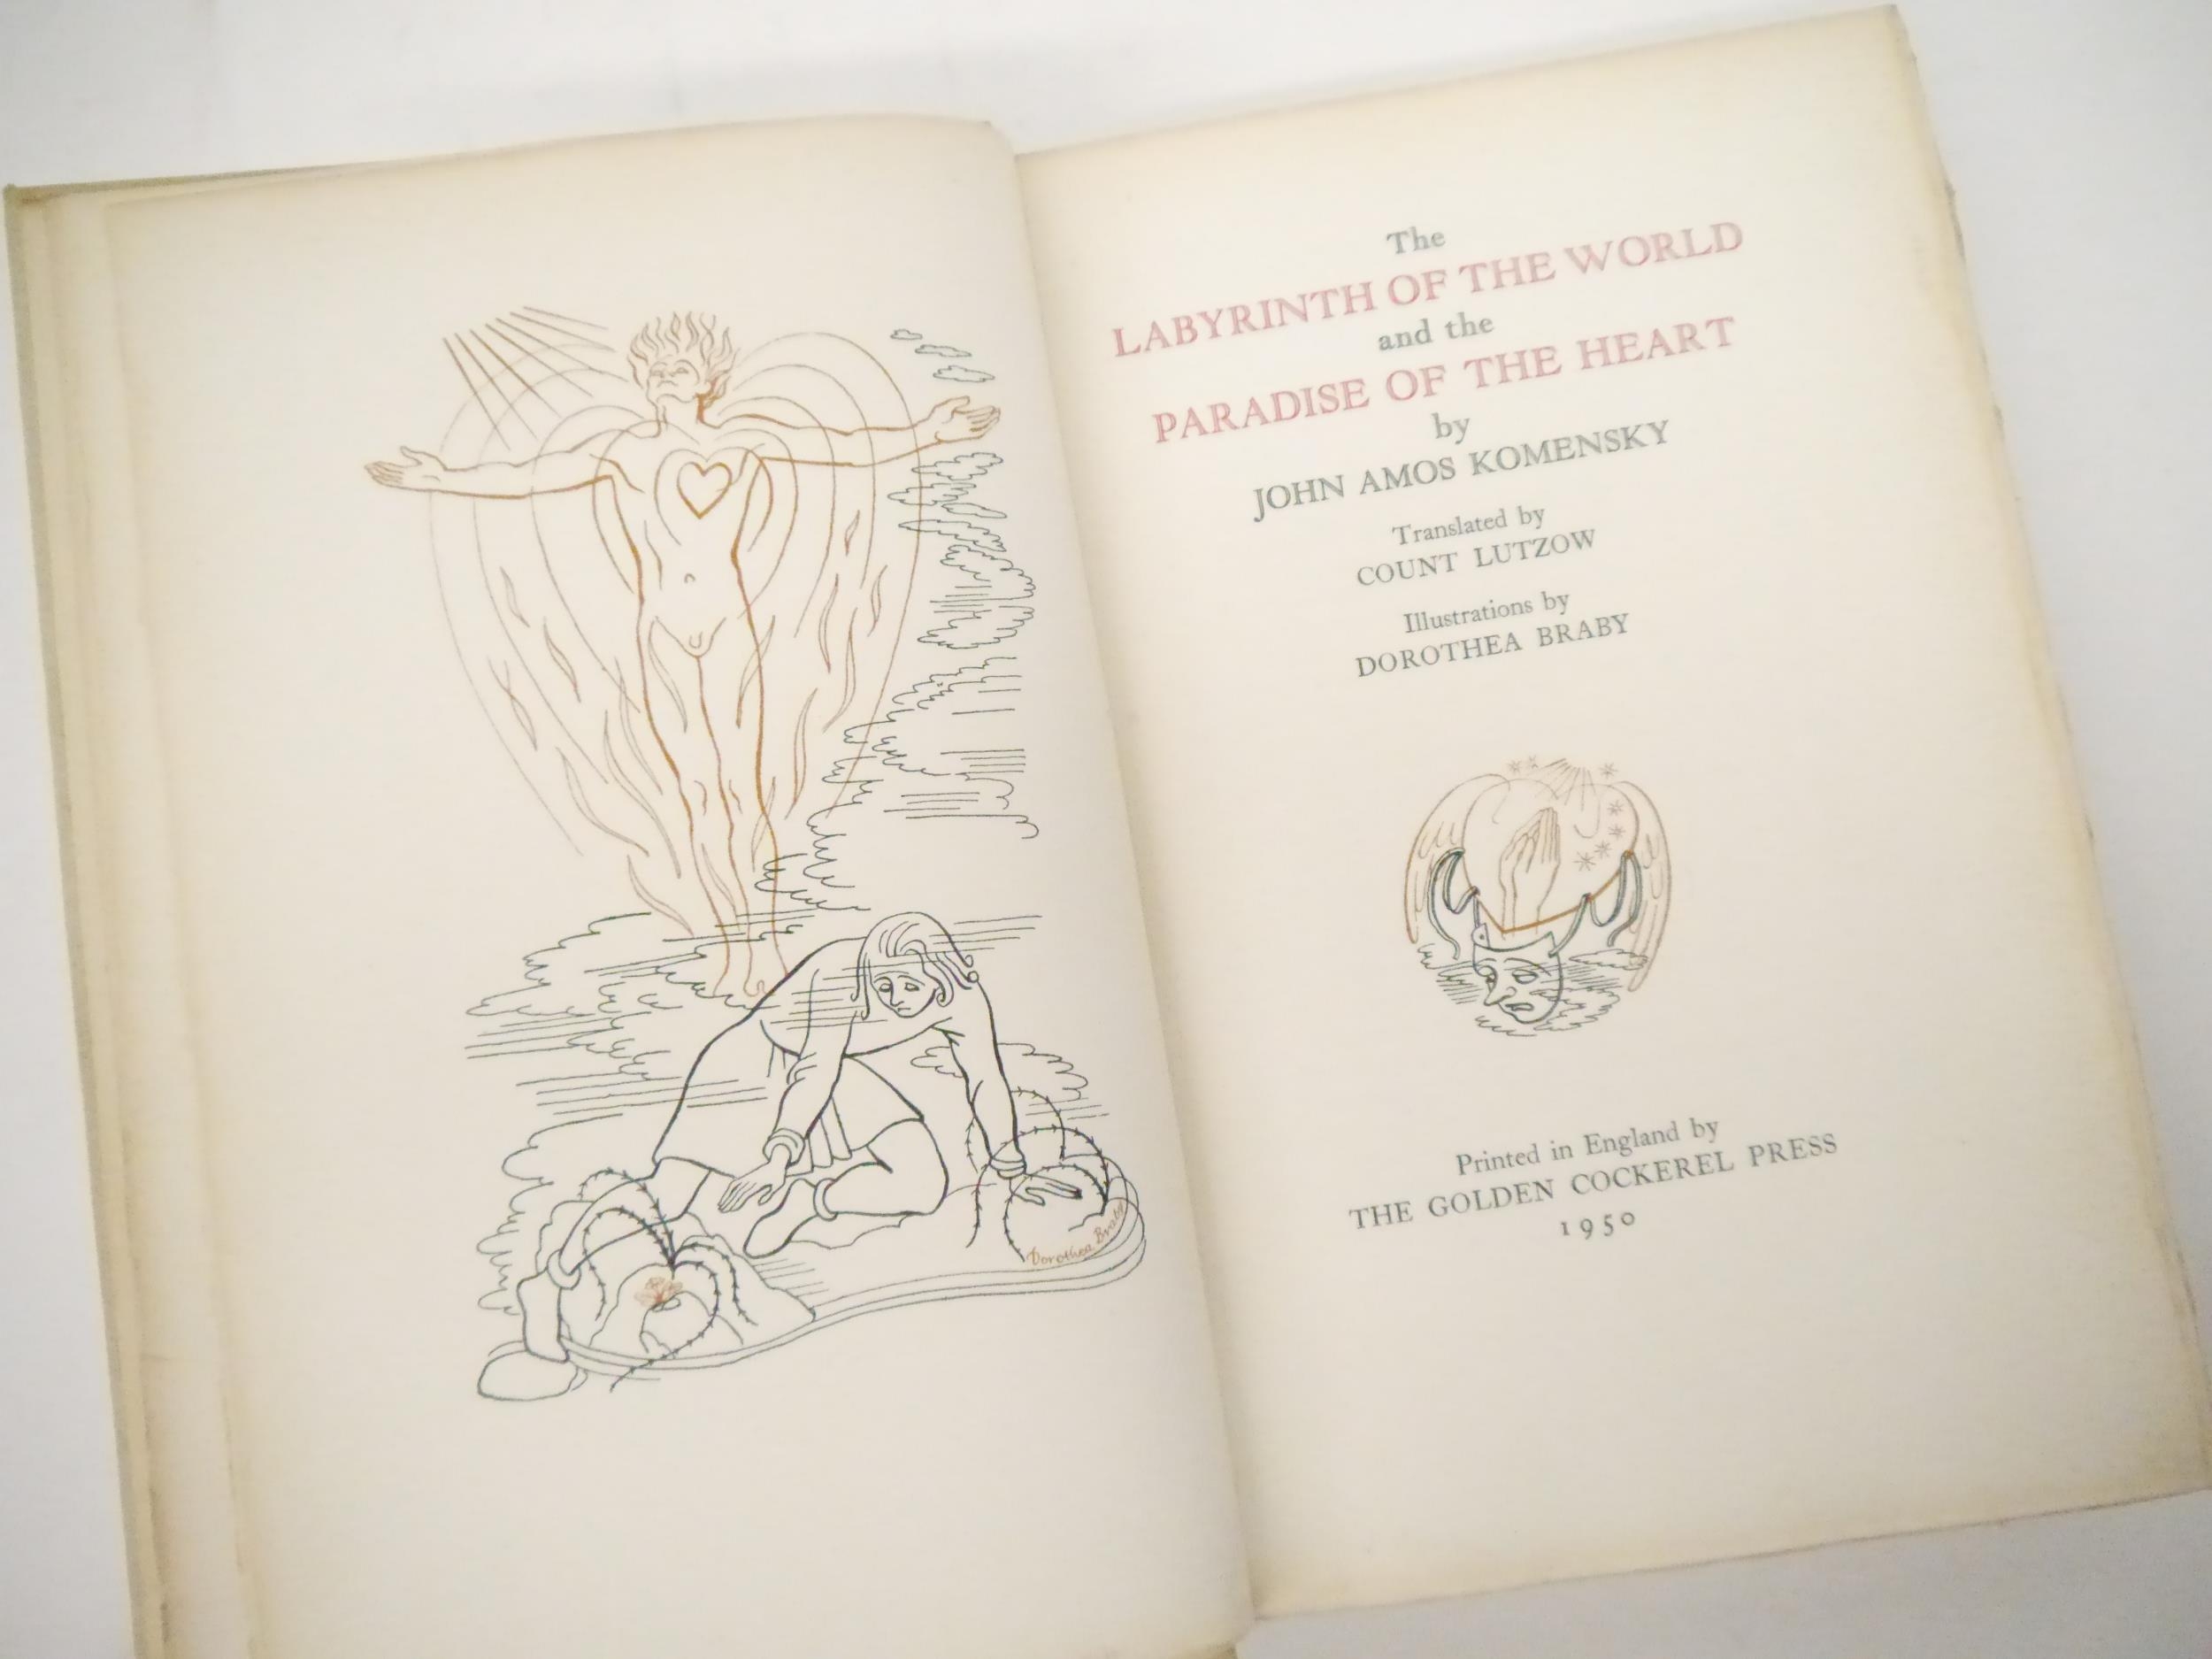 Dorothea Braby
The
LABYRINTH OF THE WORLD
and the
PARADISE OF THE HEART
by
JOHN AMOS KOMENSKY
Translated by
COUNT LUTZOW
Illustrations by
DOROTHEA BRABY
Printed in England by
THE GOLDEN COCKEREL PRESS
1950